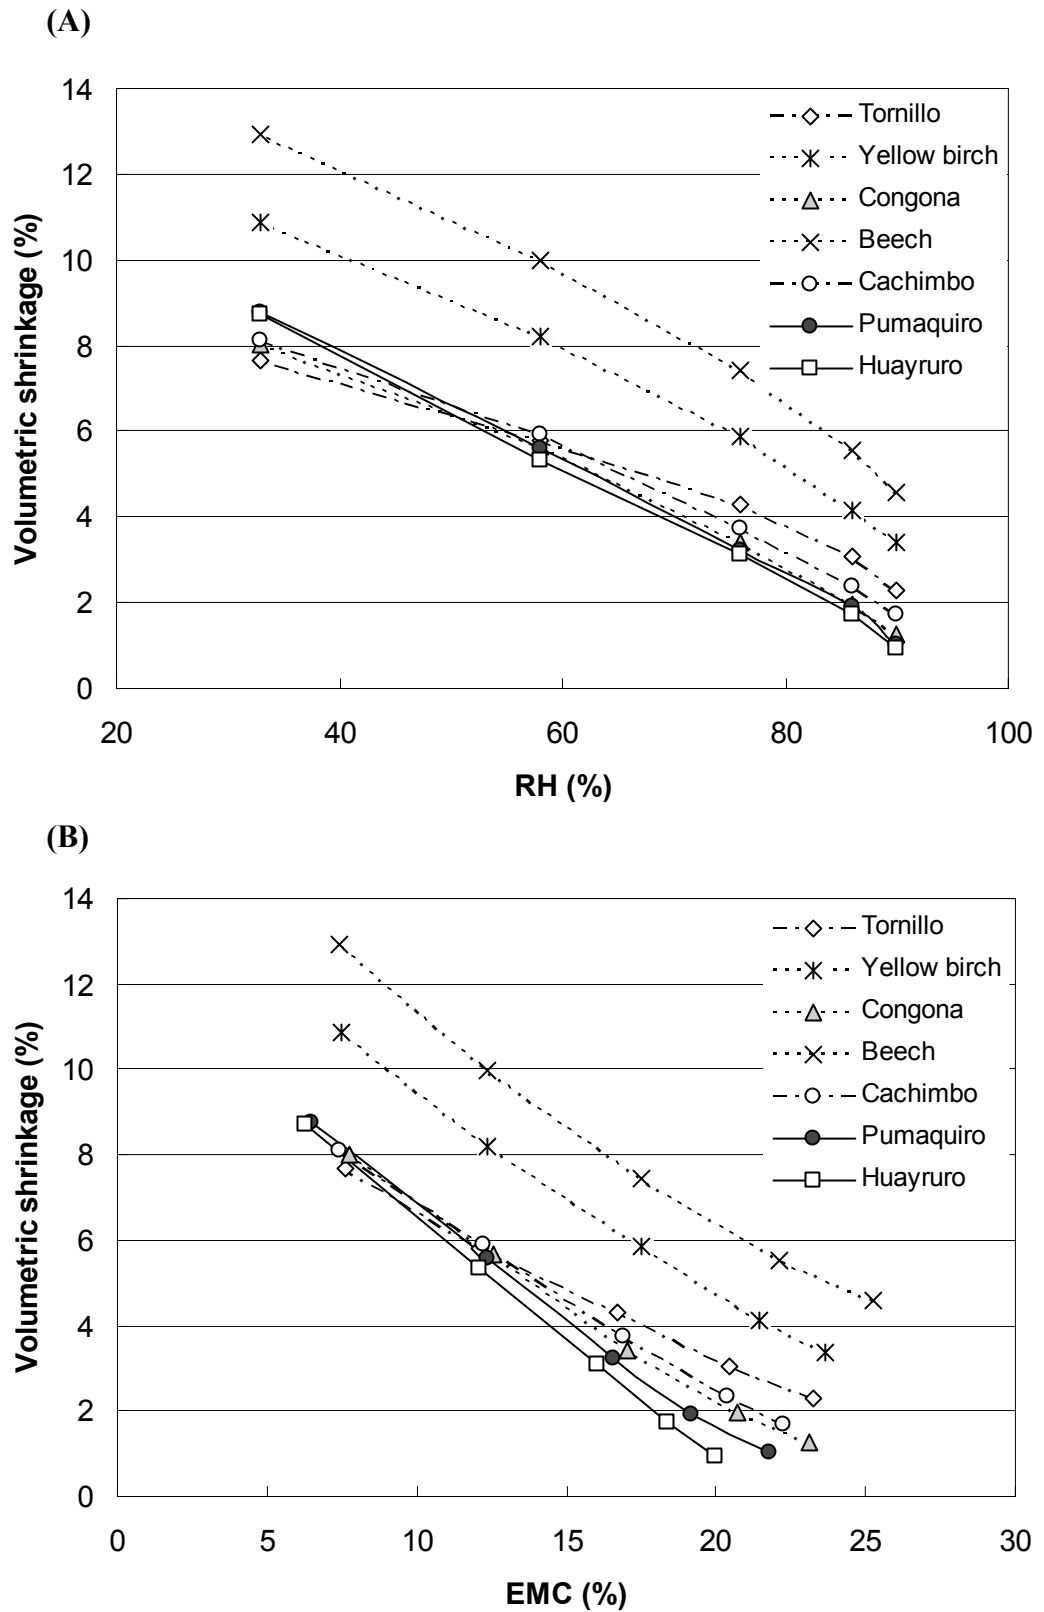 (A)
14
12
10
8
6
4
2
0
Volumetric shrinkage (%)
20 40 60 80 100
RH (%)
Tornillo
Yellow birch
Congona
Beech
Cachimbo
Pumaquiro
Huayruro
(B)
14
12
10
8
6
4
2
0
Volumetric shrinkage (%)
0 5 10 15 20 25 30
EMC (%)
Tornillo
Yellow birch
Congona
Beech
Cachimbo
Pumaquiro
Huayruro